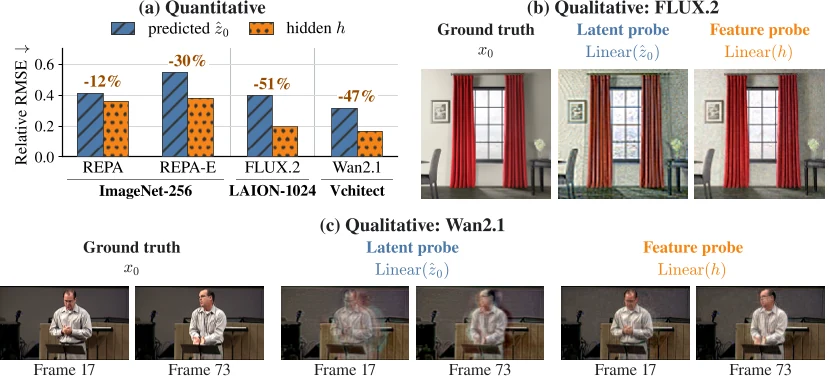 (a) Quantitative
predicted ẑ₀ hidden h
Relative RMSE ↓
0.6
0.4
0.2
0.0
-12%
-30%
-51%
-47%
REPA REPA-E FLUX.2 Wan2.1
ImageNet-256 LAION-1024 Vchitect
(b) Qualitative: FLUX.2
Ground truth Latent probe Feature probe
x₀ Linear(ẑ₀) Linear(h)
(c) Qualitative: Wan2.1
Ground truth Latent probe Feature probe
x₀ Linear(ẑ₀) Linear(h)
Frame 17 Frame 73 Frame 17 Frame 73 Frame 17 Frame 73